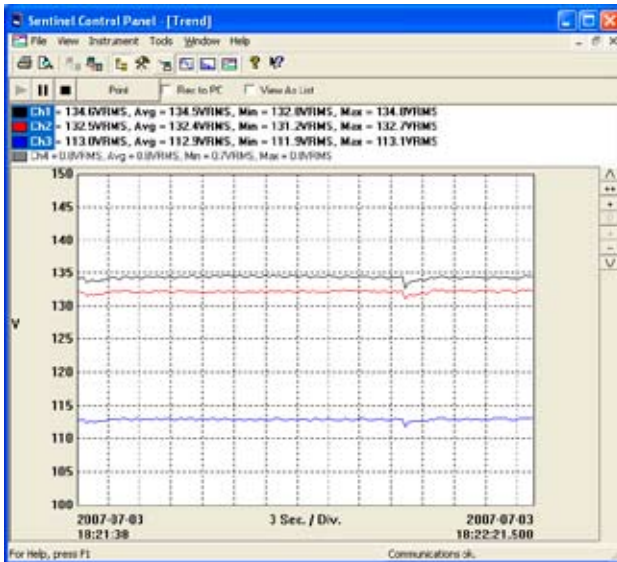 Sentinel Control Panel - [Trend]
File View Instrument Tools Window Help
Print Rec to PC View As List
Ch1 = 134.6VRMS, Avg = 134.5VRMS, Min = 132.8VRMS, Max = 134.8VRMS
Ch2 = 132.5VRMS, Avg = 132.4VRMS, Min = 131.2VRMS, Max = 132.7VRMS
Ch3 = 113.0VRMS, Avg = 112.9VRMS, Min = 111.9VRMS, Max = 113.1VRMS
Ch4 = 0.8VRMS, Avg = 0.8VRMS, Min = 0.7VRMS, Max = 0.8VRMS
150
145
140
135
130
V
125
120
115
110
105
100
2007-07-03 3 Sec. / Div. 2007-07-03
18:21:38 18:22:21.500
For Help, press F1 Communications ok.